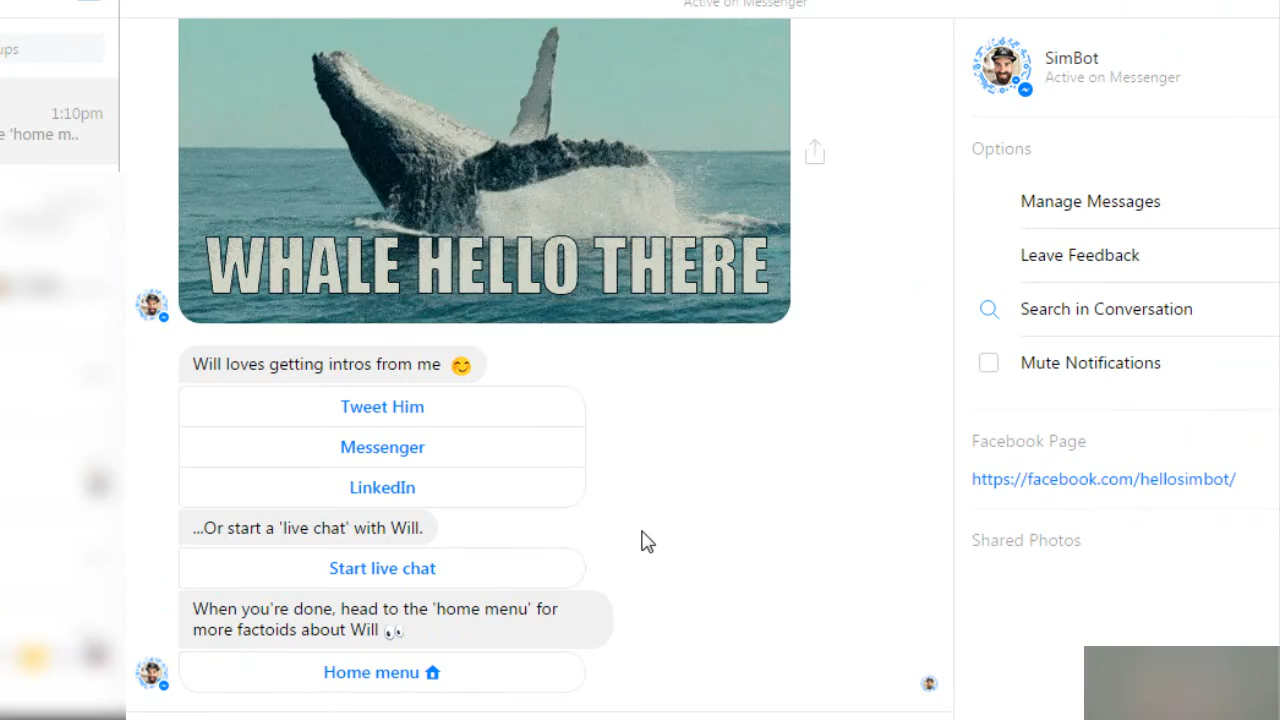 Active on Messenger
ups
1:10pm
e 'home m..
WHALE HELLO THERE
Will loves getting intros from me 😊
Tweet Him
Messenger
LinkedIn
...Or start a 'live chat' with Will.
Start live chat
When you're done, head to the 'home menu' for
more factoids about Will 👀
Home menu 🏠
SimBot
Active on Messenger
Options
Manage Messages
Leave Feedback
Search in Conversation
Mute Notifications
Facebook Page
https://facebook.com/hellosimbot/
Shared Photos